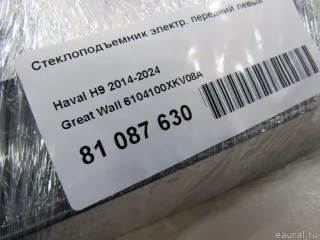 Стеклоподъемник электр. передний левый
Haval H9 2014-2024
Great Wall 6104100XKV08A
81 087 630
eaural.ru